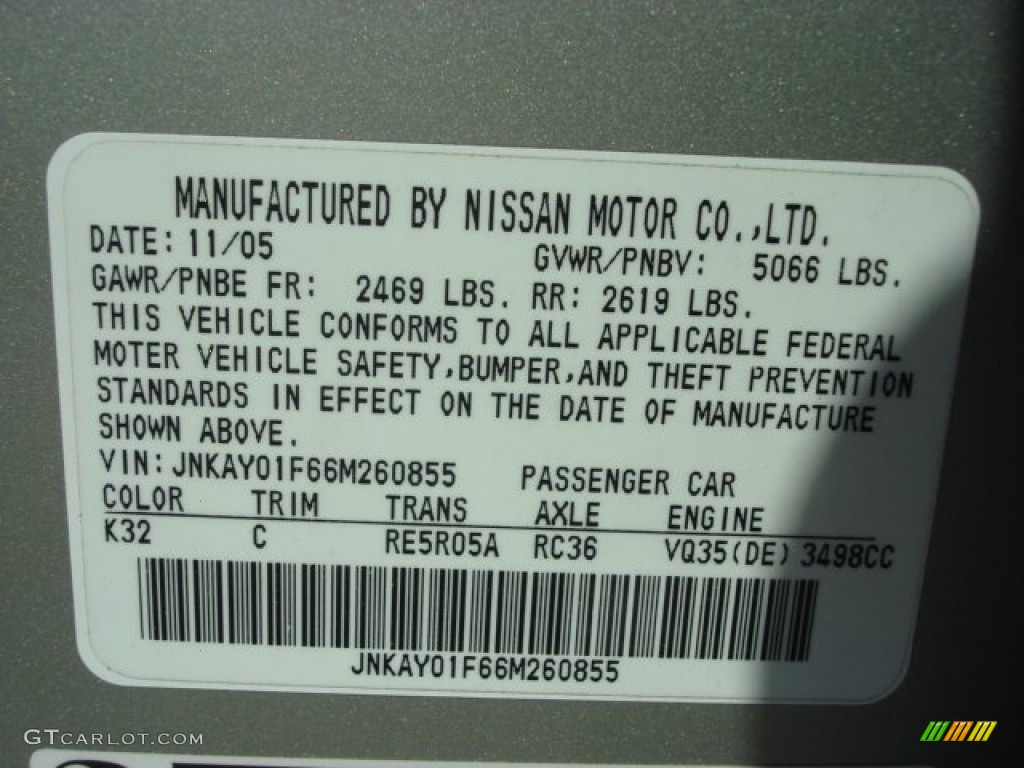 MANUFACTURED BY NISSAN MOTOR CO.,LTD.
DATE: 11/05 GVWR/PNBV: 5066 LBS.
GAWR/PNBE FR: 2469 LBS. RR: 2619 LBS.
THIS VEHICLE CONFORMS TO ALL APPLICABLE FEDERAL
MOTER VEHICLE SAFETY,BUMPER,AND THEFT PREVENTION
STANDARDS IN EFFECT ON THE DATE OF MANUFACTURE
SHOWN ABOVE.
VIN: JNKAY01F66M260855 PASSENGER CAR
COLOR TRIM TRANS AXLE ENGINE
K32 C RE5R05A RC36 VQ35(DE) 3498CC
JNKAY01F66M260855
GTCARLOT.COM